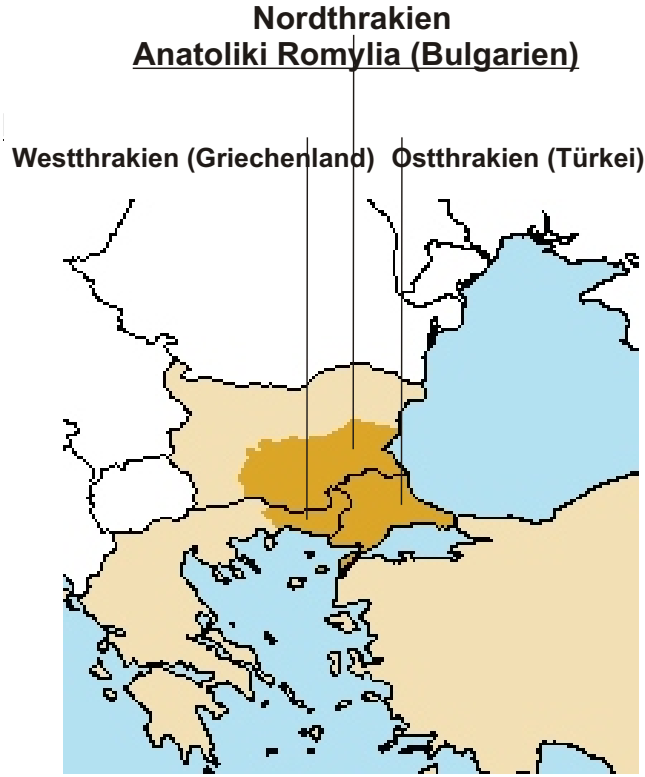 Nordthrakien
Anatoliki Romylia (Bulgarien)
Westthrakien (Griechenland) Ostthrakien (Türkei)